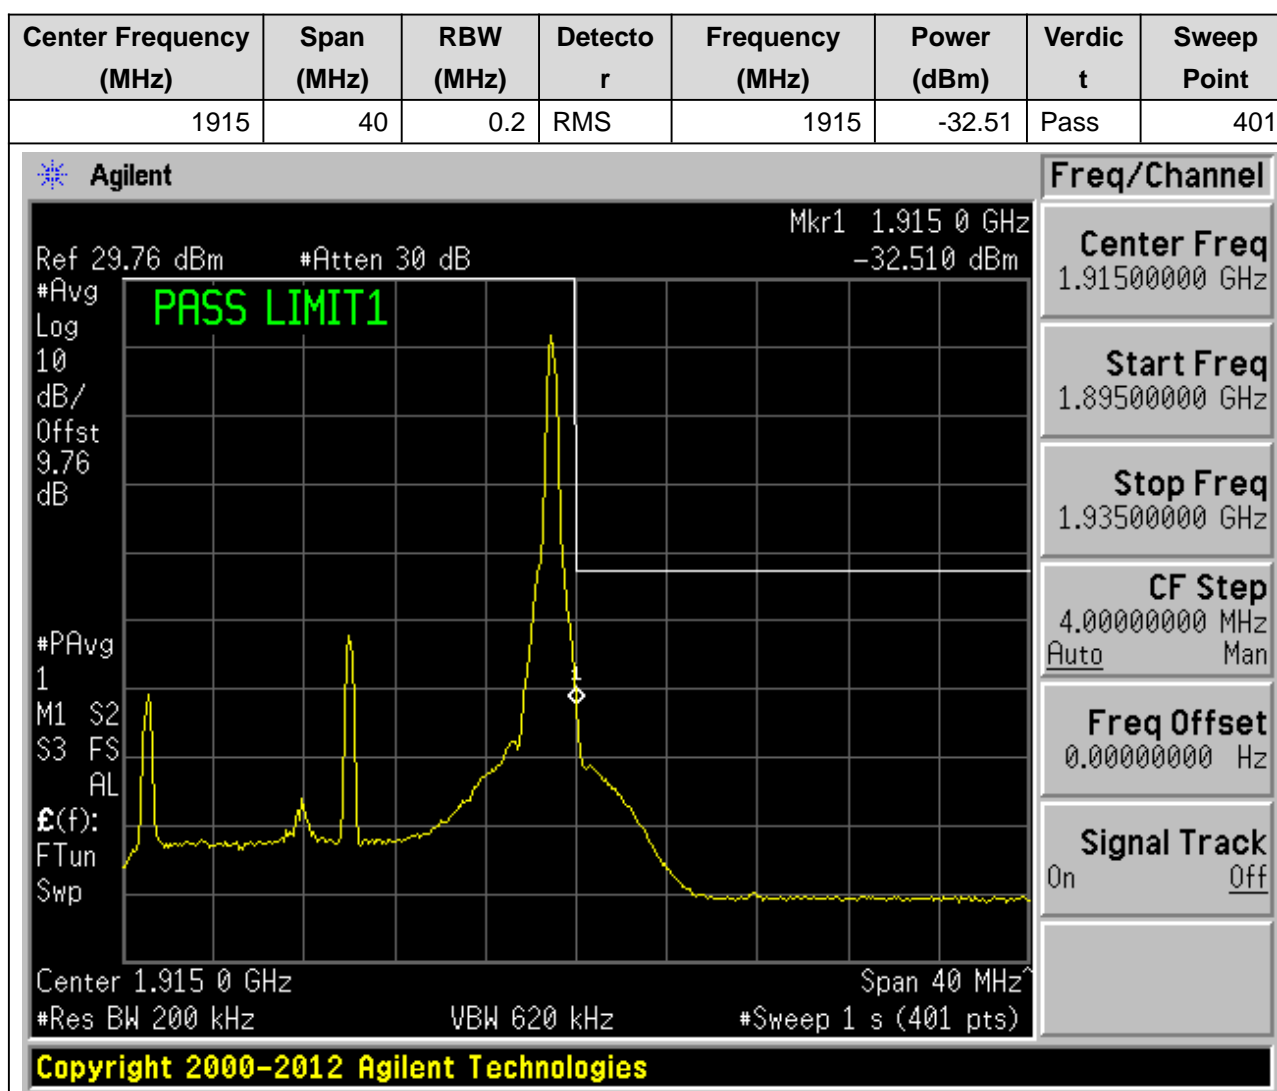 Center Frequency (MHz) Span (MHz) RBW (MHz) Detector Frequency (MHz) Power (dBm) Verdict Sweep Point
1915 40 0.2 RMS 1915 -32.51 Pass 401
Agilent
Freq/Channel
Mkr1 1.915 0 GHz
Ref 29.76 dBm #Atten 30 dB -32.510 dBm
#Avg
Log
10
dB/
Offst
9.76
dB
PASS LIMIT1
1
#PAvg
1
M1 S2
S3 FS
AL
£(f):
FTun
Swp
Center 1.915 0 GHz Span 40 MHz^
#Res BW 200 kHz VBW 620 kHz #Sweep 1 s (401 pts)
Center Freq
1.91500000 GHz
Start Freq
1.89500000 GHz
Stop Freq
1.93500000 GHz
CF Step
4.00000000 MHz
Auto Man
Freq Offset
0.00000000 Hz
Signal Track
On Off
Copyright 2000-2012 Agilent Technologies